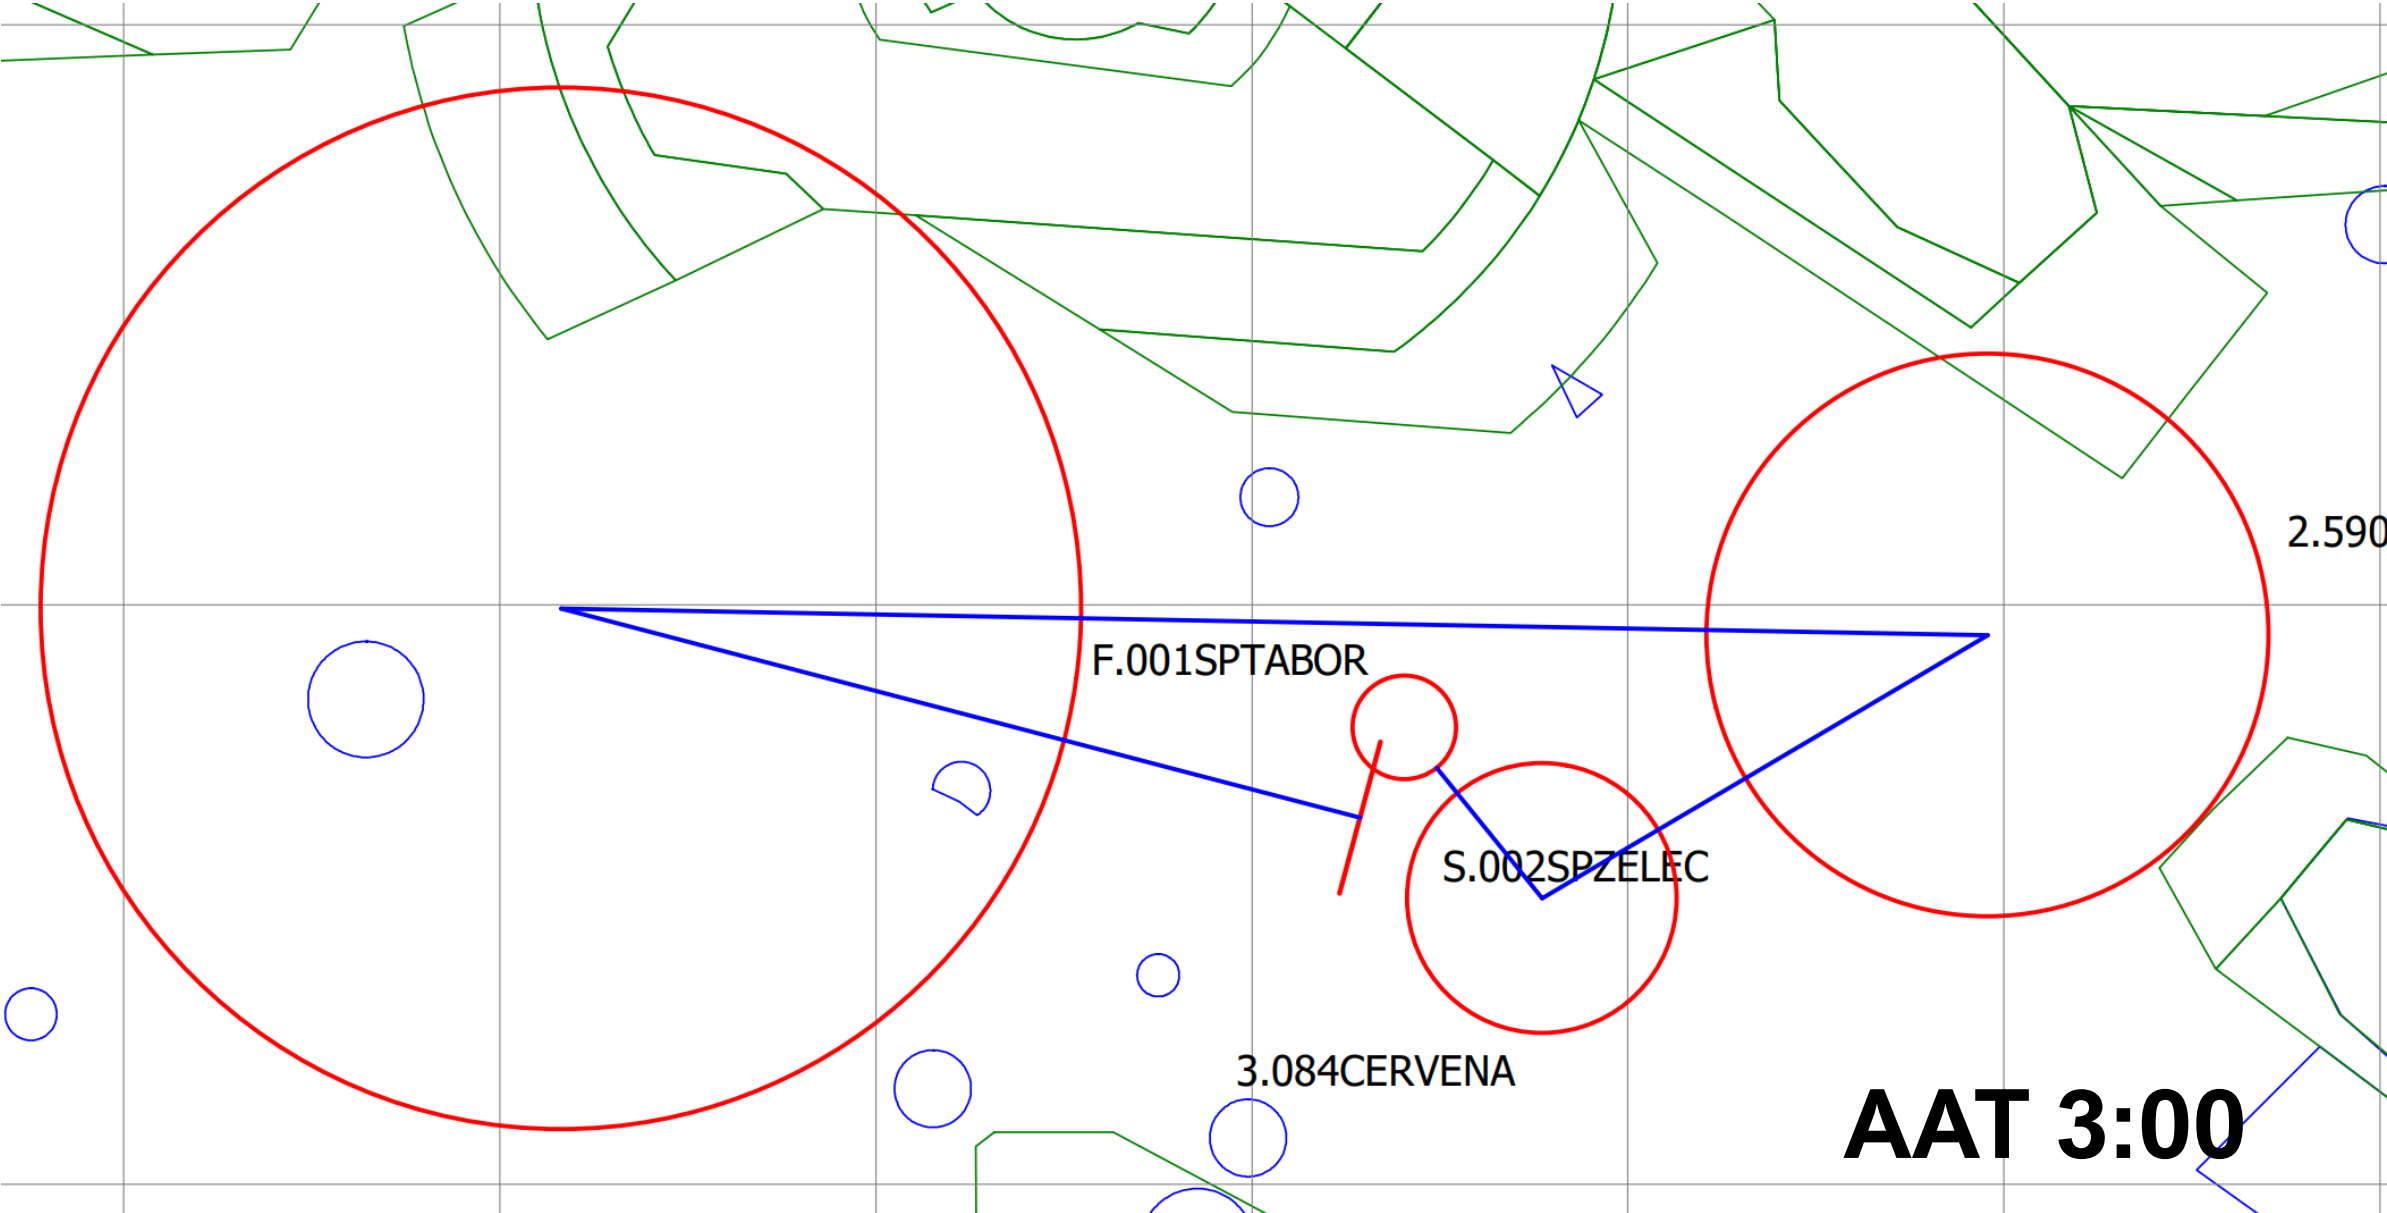 2.590
F.001SPTABOR
S.002SPZELEC
3.084CERVENA
AAT 3:00